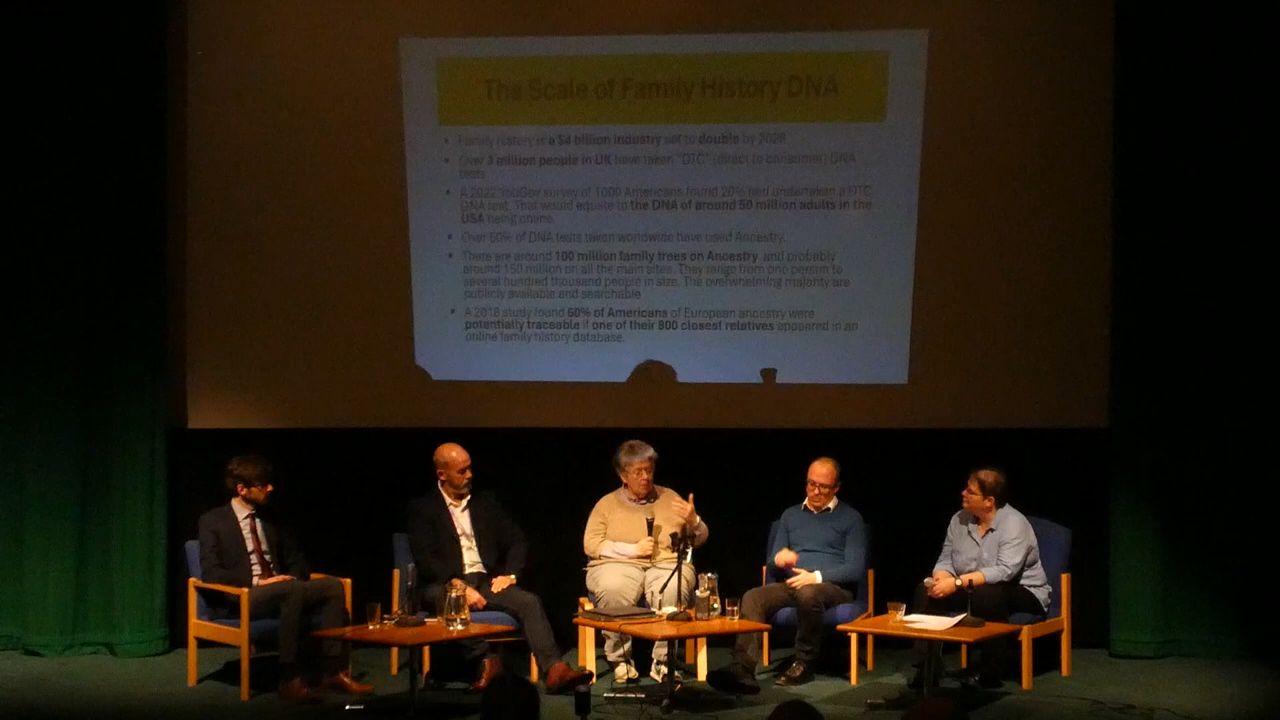 The Scale of Family History DNA
Family history is a $4 billion industry set to double by 2028
Over 3 million people in UK have taken "DTC" (direct to consumer) DNA
tests
A 2022 YouGov survey of 1000 Americans found 20% had undertaken a DTC
DNA test. That would equate to the DNA of around 50 million adults in the
USA being online.
Over 50% of DNA tests taken worldwide have used Ancestry.
There are around 100 million family trees on Ancestry and probably
around 150 million on all the main sites. They range from one person to
several hundred thousand people in size. The overwhelming majority are
publicly available and searchable
A 2018 study found 60% of Americans of European ancestry were
potentially traceable if one of their 800 closest relatives appeared in an
online family history database.